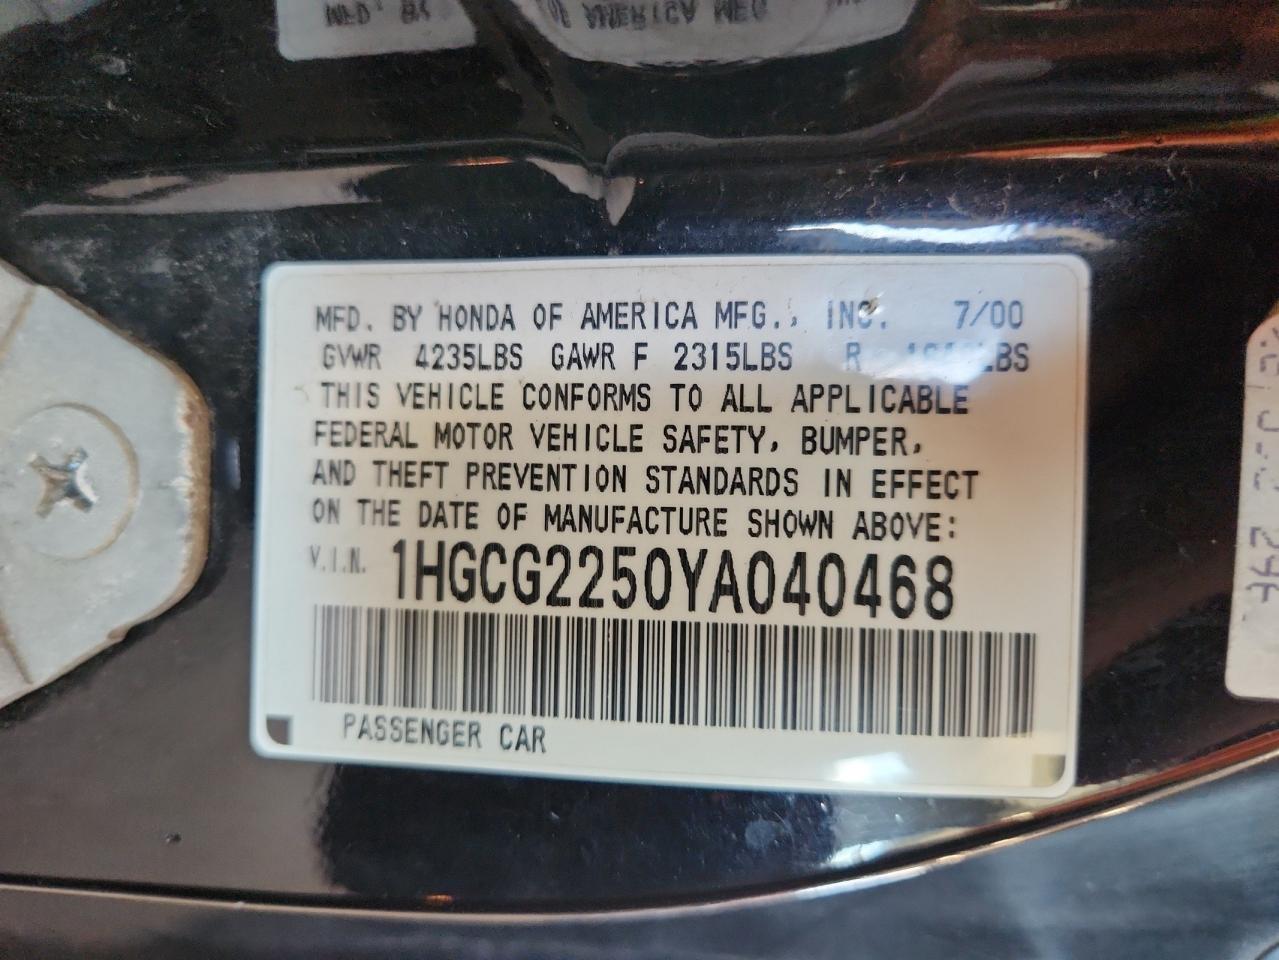 MFD. BY HONDA OF AMERICA MFG., INC. 7/00
GVWR 4235LBS GAWR F 2315LBS R
THIS VEHICLE CONFORMS TO ALL APPLICABLE
FEDERAL MOTOR VEHICLE SAFETY, BUMPER,
AND THEFT PREVENTION STANDARDS IN EFFECT
ON THE DATE OF MANUFACTURE SHOWN ABOVE:
V.I.N. 1HGCG2250YA040468
PASSENGER CAR